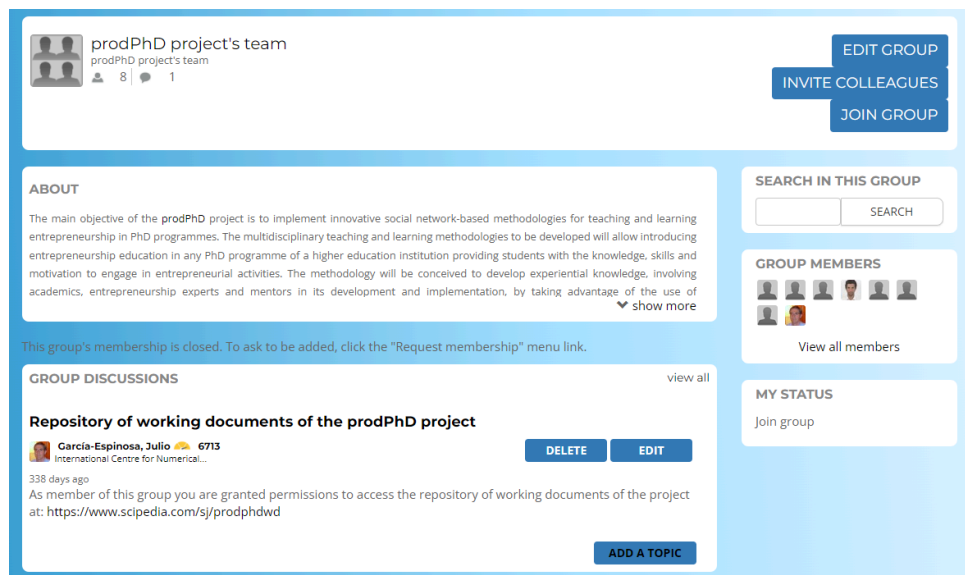 prodPhD project's team
prodPhD project's team
8 1
EDIT GROUP
INVITE COLLEAGUES
JOIN GROUP
ABOUT
The main objective of the prodPhD project is to implement innovative social network-based methodologies for teaching and learning
entrepreneurship in PhD programmes. The multidisciplinary teaching and learning methodologies to be developed will allow introducing
entrepreneurship education in any PhD programme of a higher education institution providing students with the knowledge, skills and
motivation to engage in entrepreneurial activities. The methodology will be conceived to develop experiential knowledge, involving
academics, entrepreneurship experts and mentors in its development and implementation, by taking advantage of the use of
show more
This group's membership is closed. To ask to be added, click the "Request membership" menu link.
GROUP DISCUSSIONS
view all
Repository of working documents of the prodPhD project
García-Espinosa, Julio 6713
International Centre for Numerical...
DELETE
EDIT
338 days ago
As member of this group you are granted permissions to access the repository of working documents of the project
at: https://www.scipedia.com/sj/prodphdwd
ADD A TOPIC
SEARCH IN THIS GROUP
SEARCH
GROUP MEMBERS
View all members
MY STATUS
Join group